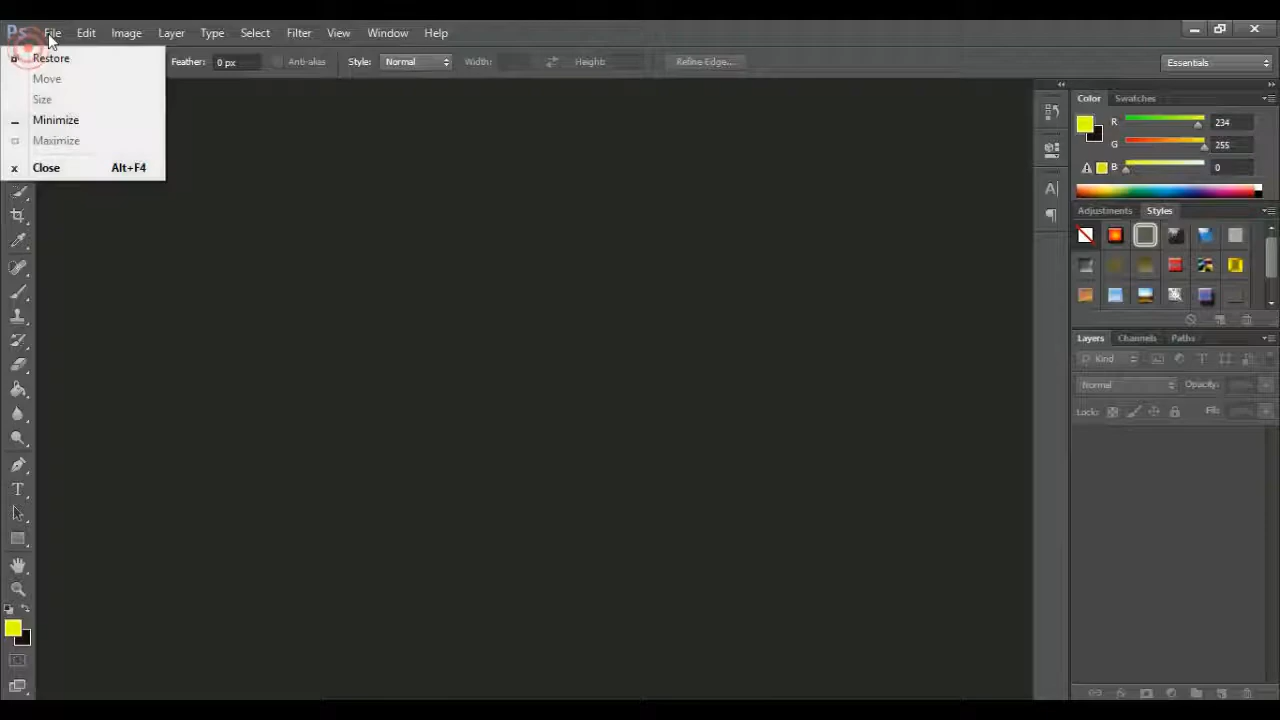 Ps File Edit Image Layer Type Select Filter View Window Help
Feather: 0 px Anti-alias Style: Normal Width: Height: Refine Edge... Essentials
Restore
Move
Size
Minimize
Maximize
x Close Alt+F4
Color Swatches
R 234
G 255
B 0
Adjustments Styles
Layers Channels Paths
Kind
Normal Opacity:
Lock: Fill: